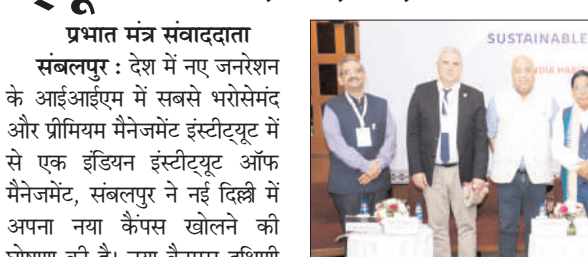 प्रभात मंत्र संवाददाता
संबलपुर : देश में नए जनरेशन
के आईआईएम में सबसे भरोसेमंद
और प्रीमियम मैनेजमेंट इंस्टीट्यूट में
से एक इंडियन इंस्टीट्यूट ऑफ
मैनेजमेंट, संबलपुर ने नई दिल्ली में
अपना नया कैंपस खोलने की
SUSTAINABLE
INDIA